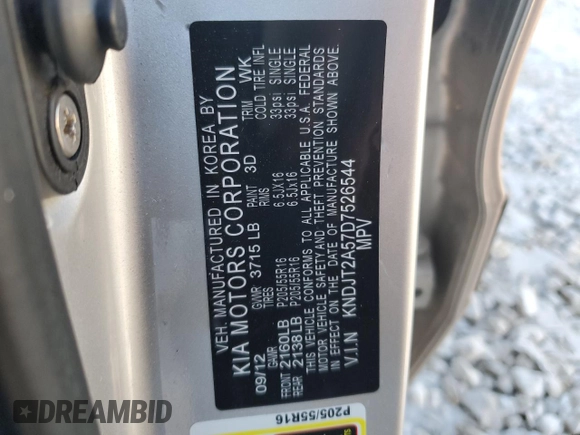 VEH. MANUFACTURED IN KOREA BY
KIA MOTORS CORPORATION
09/12 GVWR 3715 LB PAINT 3D TRIM WK
GAWR TIRES RIMS COLD TIRE INFL
FRONT 2160LB P205/55R16 6.5JX16 33psi SINGLE
REAR 2138LB P205/55R16 6.5JX16 33psi SINGLE
THIS VEHICLE CONFORMS TO ALL APPLICABLE U.S.A. FEDERAL
MOTOR VEHICLE SAFETY AND THEFT PREVENTION STANDARDS
IN EFFECT ON THE DATE OF MANUFACTURE SHOWN ABOVE.
V.I.N KNDJT2A57D7526544
MPV
P205/55R16
DREAMBID